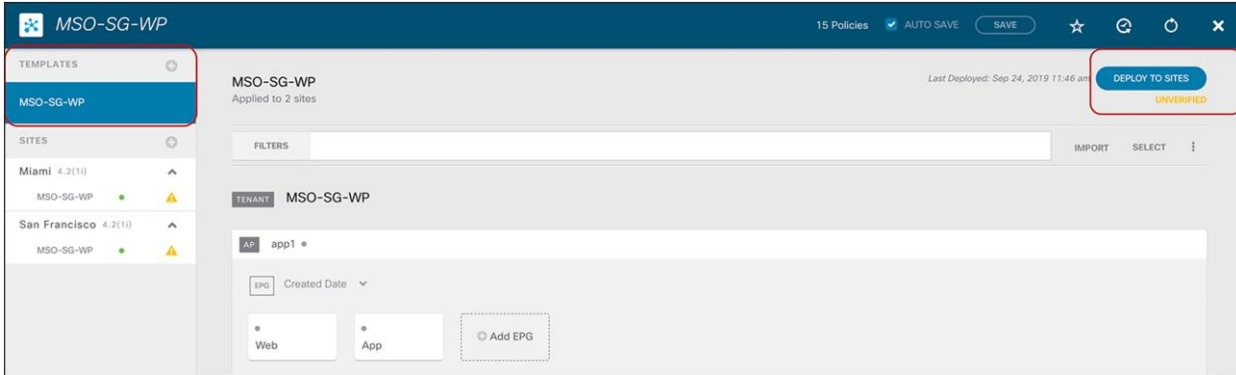 MSO-SG-WP
15 Policies AUTO SAVE SAVE
TEMPLATES
MSO-SG-WP
SITES
Miami 4.2(1i)
MSO-SG-WP
San Francisco 4.2(1i)
MSO-SG-WP
MSO-SG-WP
Applied to 2 sites
Last Deployed: Sep 24, 2019 11:46 am
DEPLOY TO SITES
UNVERIFIED
FILTERS
IMPORT SELECT
TENANT MSO-SG-WP
AP app1
EPG Created Date
Web
App
Add EPG